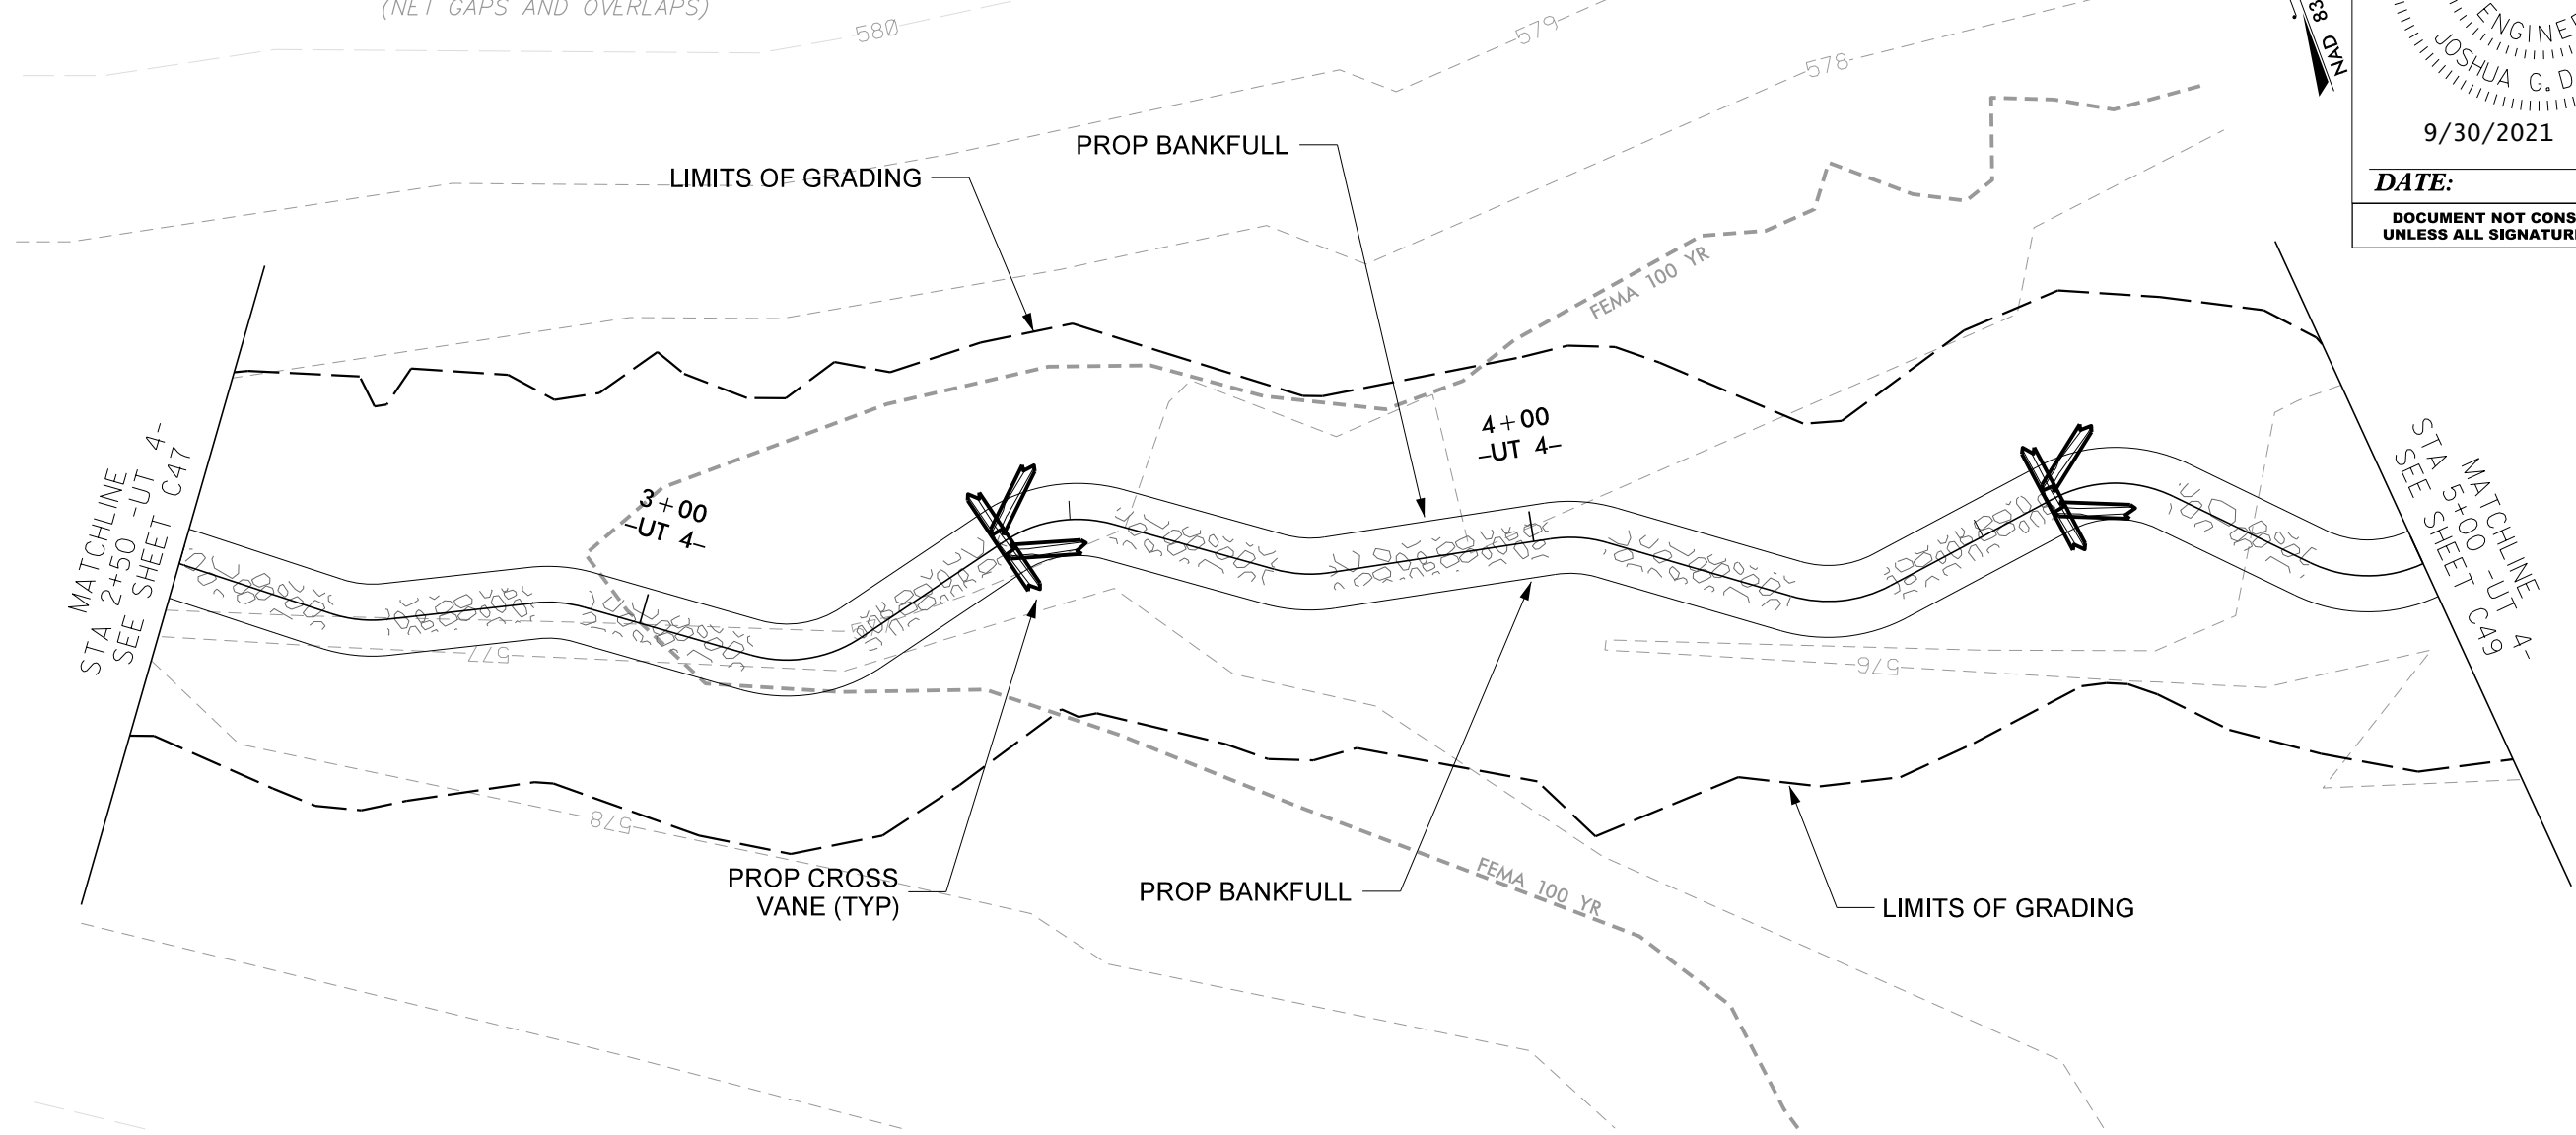 (NET GAPS AND OVERLAPS)
580
579
578
NAD 83
JOSHUA G. D
9/30/2021
DATE:
DOCUMENT NOT CONS
UNLESS ALL SIGNATUR
PROP BANKFULL
LIMITS OF GRADING
FEMA 100 YR
MATCHLINE
STA 2+50 -UT 4-
SEE SHEET C47
3+00
-UT 4-
4+00
-UT 4-
MATCHLINE
STA 5+00 -UT 4-
SEE SHEET C49
577
576
578
PROP CROSS
VANE (TYP)
PROP BANKFULL
FEMA 100 YR
LIMITS OF GRADING